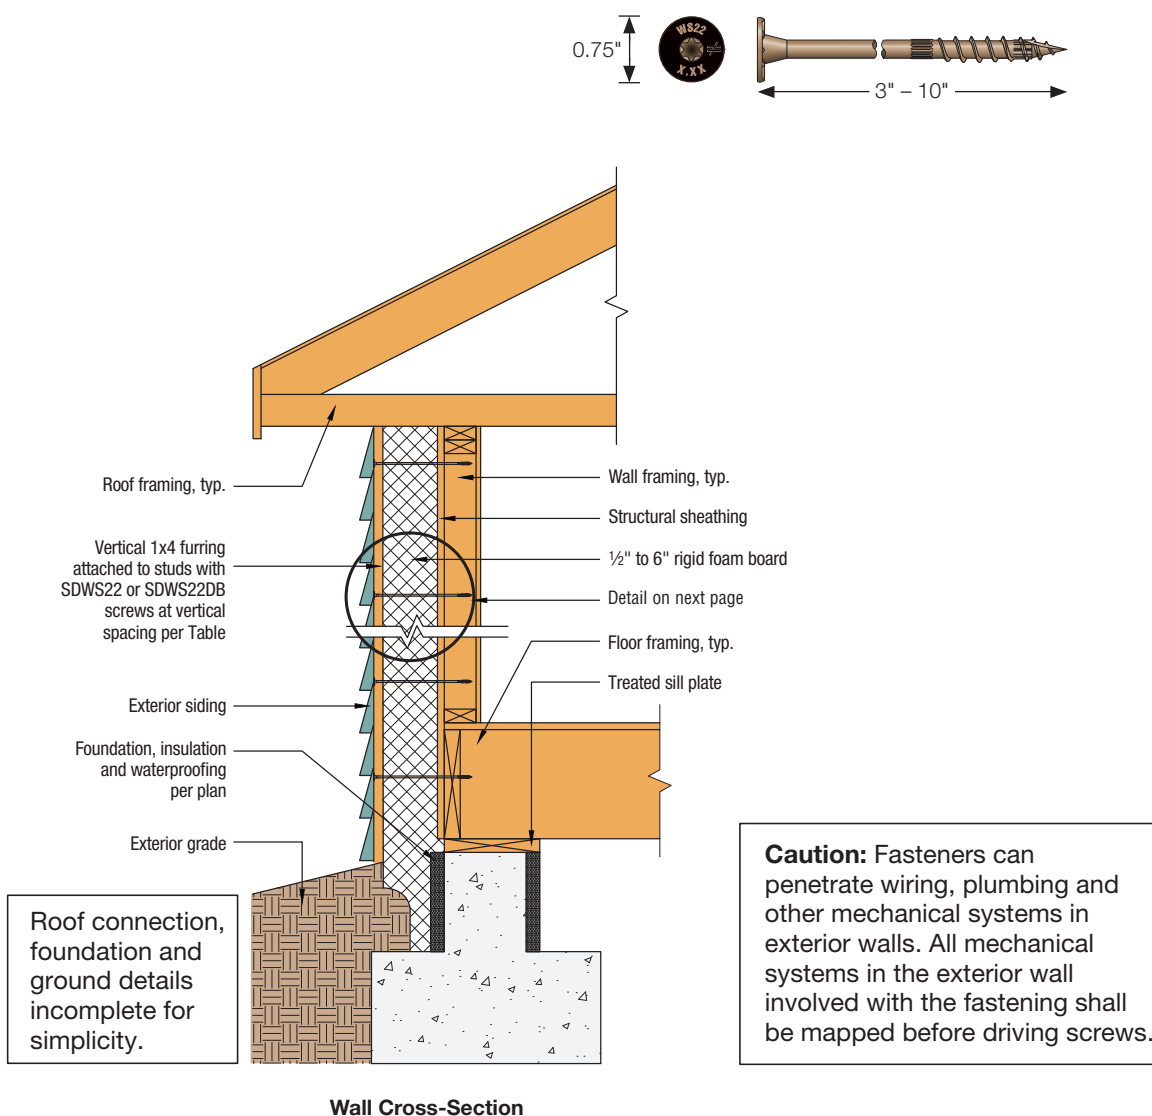 0.75"
WS22
X.XX
3" – 10"
Roof framing, typ.
Vertical 1x4 furring
attached to studs with
SDWS22 or SDWS22DB
screws at vertical
spacing per Table
Exterior siding
Foundation, insulation
and waterproofing
per plan
Exterior grade
Wall framing, typ.
Structural sheathing
½" to 6" rigid foam board
Detail on next page
Floor framing, typ.
Treated sill plate
Roof connection,
foundation and
ground details
incomplete for
simplicity.
Caution: Fasteners can
penetrate wiring, plumbing and
other mechanical systems in
exterior walls. All mechanical
systems in the exterior wall
involved with the fastening shall
be mapped before driving screws.
Wall Cross-Section